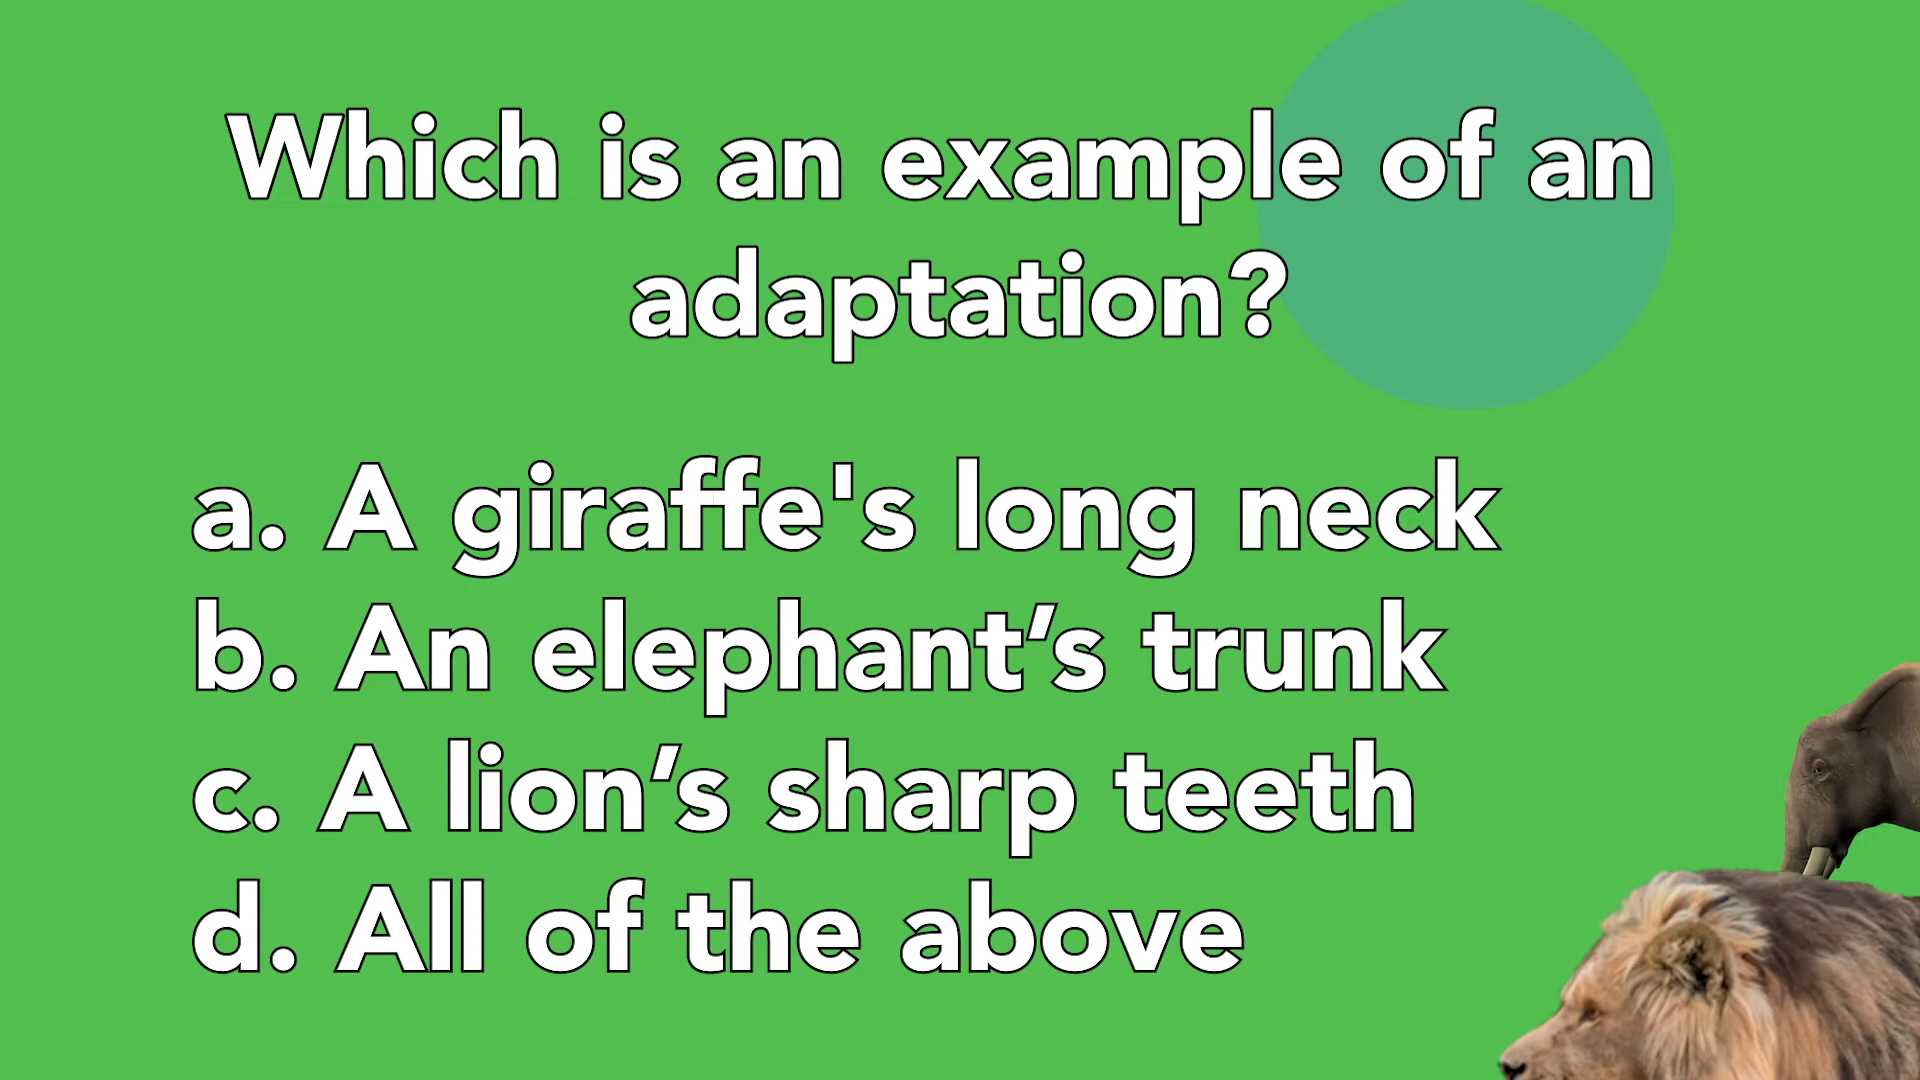 Which is an example of an
adaptation?
a. A giraffe's long neck
b. An elephant’s trunk
c. A lion’s sharp teeth
d. All of the above